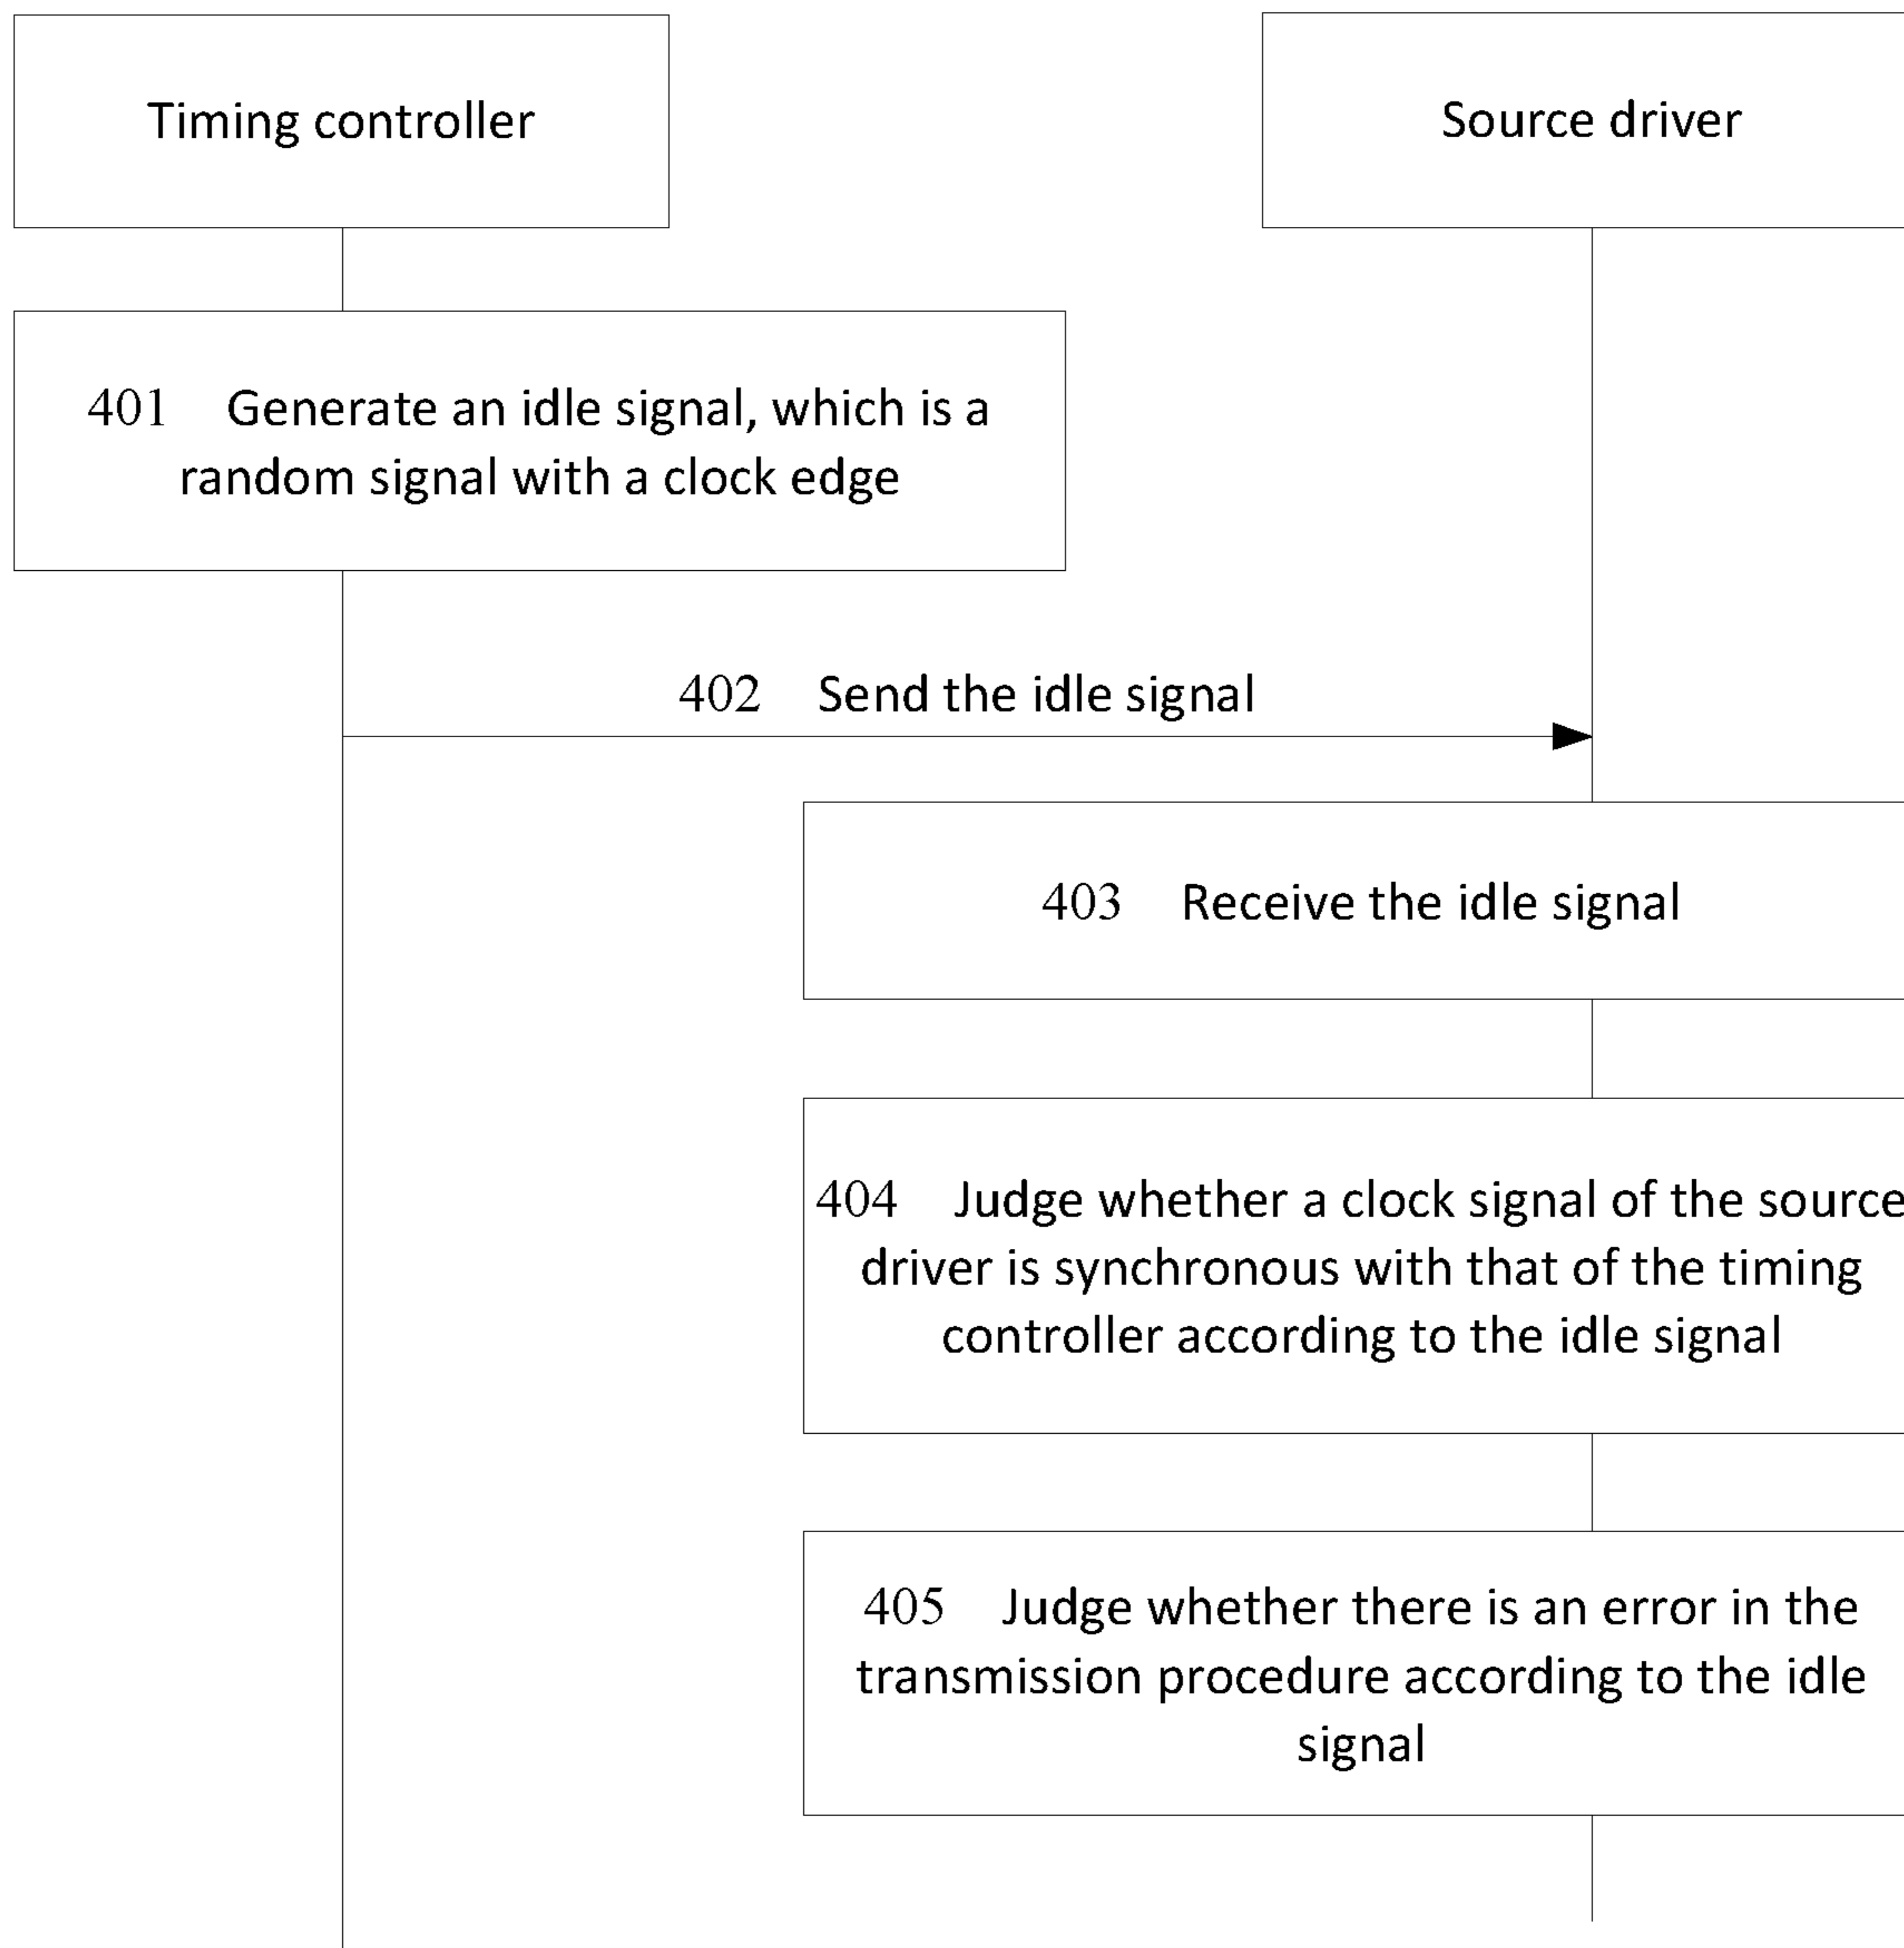 Timing controller
Source driver
401 Generate an idle signal, which is a
random signal with a clock edge
402 Send the idle signal
403 Receive the idle signal
404 Judge whether a clock signal of the source
driver is synchronous with that of the timing
controller according to the idle signal
405 Judge whether there is an error in the
transmission procedure according to the idle
signal